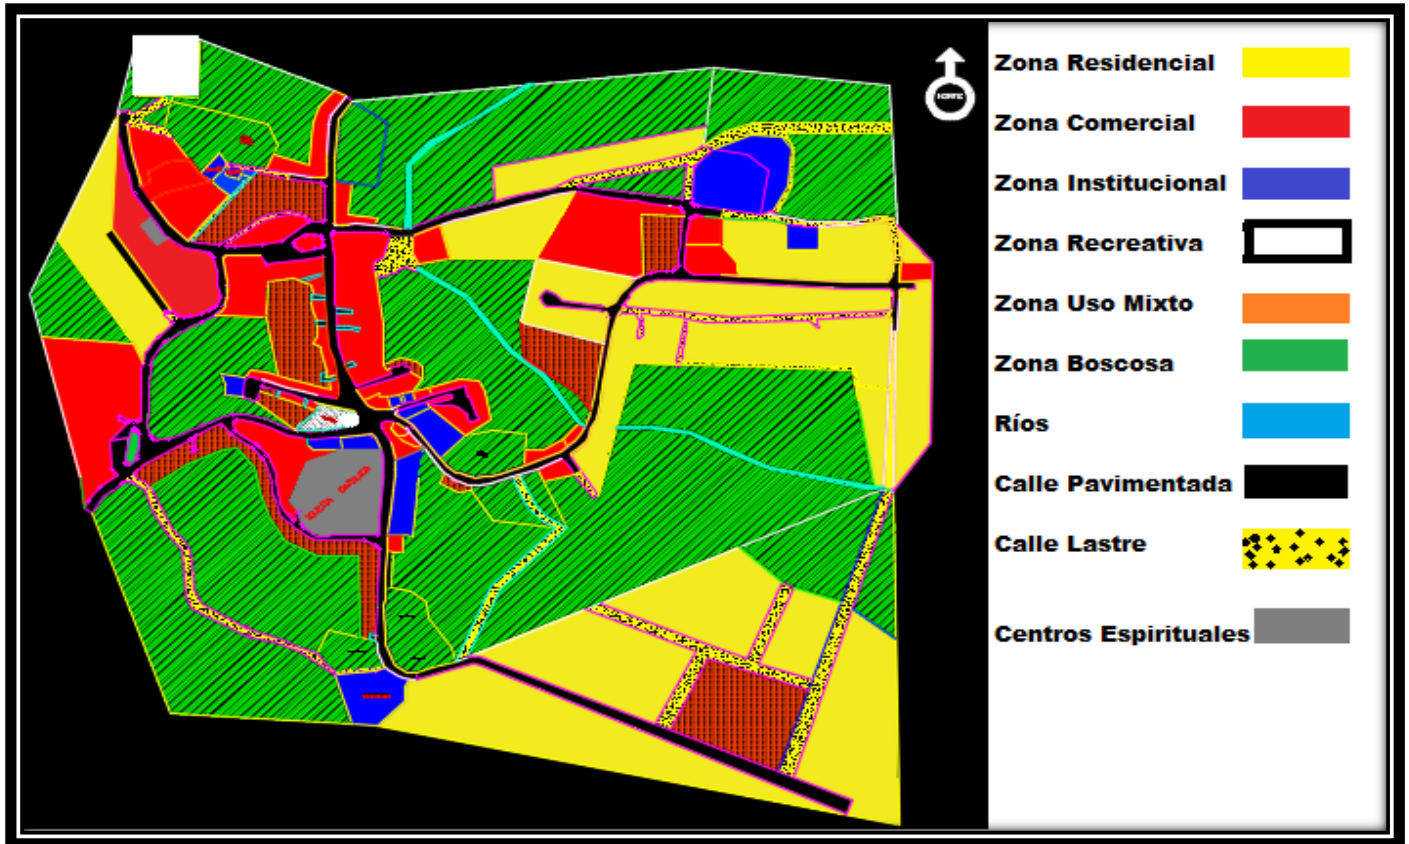 NORTE
Zona Residencial
Zona Comercial
Zona Institucional
Zona Recreativa
Zona Uso Mixto
Zona Boscosa
Ríos
Calle Pavimentada
Calle Lastre
Centros Espirituales